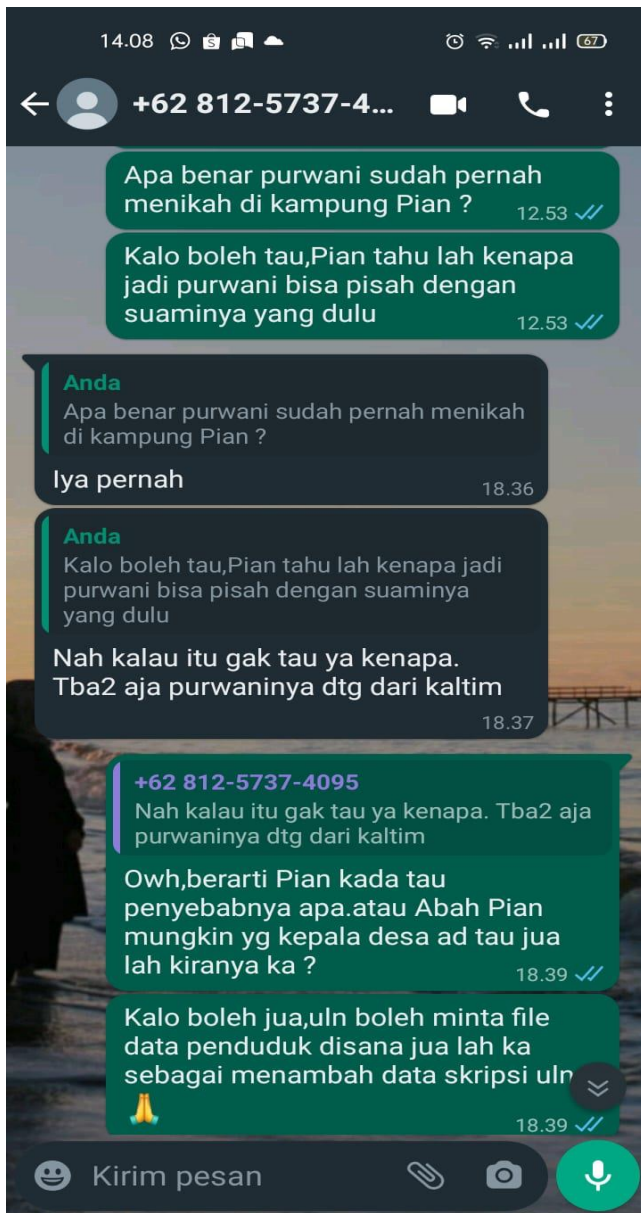 14.08
67
+62 812-5737-4...
Apa benar purwani sudah pernah
menikah di kampung Pian ?
12.53
Kalo boleh tau,Pian tahu lah kenapa
jadi purwani bisa pisah dengan
suaminya yang dulu
12.53
Anda
Apa benar purwani sudah pernah menikah
di kampung Pian ?
Iya pernah
18.36
Anda
Kalo boleh tau,Pian tahu lah kenapa jadi
purwani bisa pisah dengan suaminya
yang dulu
Nah kalau itu gak tau ya kenapa.
Tba2 aja purwaninya dtg dari kaltim
18.37
+62 812-5737-4095
Nah kalau itu gak tau ya kenapa. Tba2 aja
purwaninya dtg dari kaltim
Owh,berarti Pian kada tau
penyebabnya apa.atau Abah Pian
mungkin yg kepala desa ad tau jua
lah kiranya ka ?
18.39
Kalo boleh jua,uln boleh minta file
data penduduk disana jua lah ka
sebagai menambah data skripsi uln
🙏
18.39
Kirim pesan